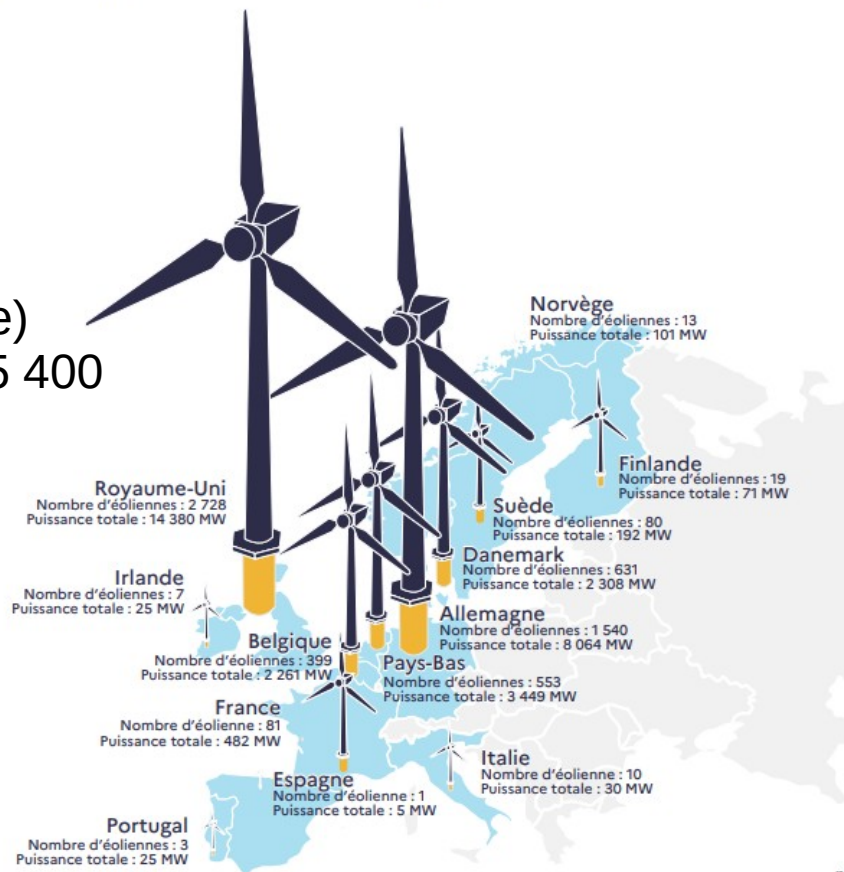 e)
5 400
Norvège
Nombre d'éoliennes : 13
Puissance totale : 101 MW
Finlande
Nombre d'éoliennes : 19
Puissance totale : 71 MW
Royaume-Uni
Nombre d'éoliennes : 2 728
Puissance totale : 14 380 MW
Suède
Nombre d'éoliennes : 80
Puissance totale : 192 MW
Danemark
Nombre d'éoliennes : 631
Puissance totale : 2 308 MW
Irlande
Nombre d'éoliennes : 7
Puissance totale : 25 MW
Allemagne
Nombre d'éoliennes : 1 540
Puissance totale : 8 064 MW
Belgique
Nombre d'éoliennes : 399
Puissance totale : 2 261 MW
Pays-Bas
Nombre d'éoliennes : 553
Puissance totale : 3 449 MW
France
Nombre d'éolienne : 81
Puissance totale : 482 MW
Italie
Nombre d'éolienne : 10
Puissance totale : 30 MW
Espagne
Nombre d'éolienne : 1
Puissance totale : 5 MW
Portugal
Nombre d'éoliennes : 3
Puissance totale : 25 MW